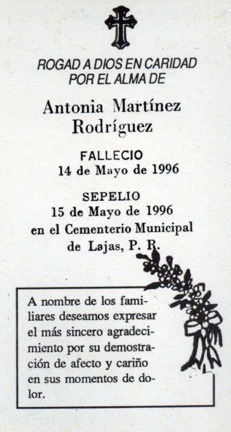 ROGAD A DIOS EN CARIDAD
POR EL ALMA DE
Antonia Martínez
Rodríguez
FALLECIO
14 de Mayo de 1996
SEPELIO
15 de Mayo de 1996
en el Cementerio Municipal
de Lajas, P. R.
A nombre de los fami-
liares deseamos expresar
el más sincero agradeci-
miento por su demostra-
ción de afecto y cariño
en sus momentos de do-
lor.